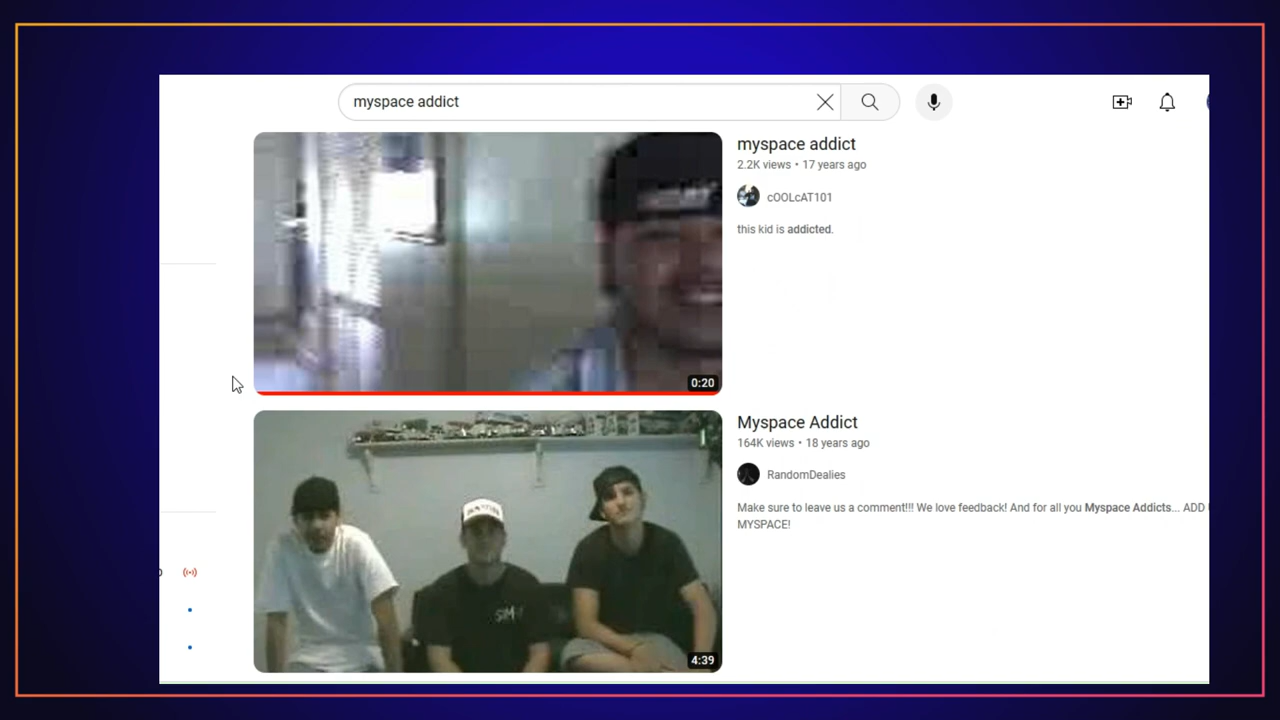 myspace addict
myspace addict
2.2K views • 17 years ago
cOOLcAT101
this kid is addicted.
0:20
Myspace Addict
164K views • 18 years ago
RandomDealies
Make sure to leave us a comment!!! We love feedback! And for all you Myspace Addicts... ADD
MYSPACE!
4:39